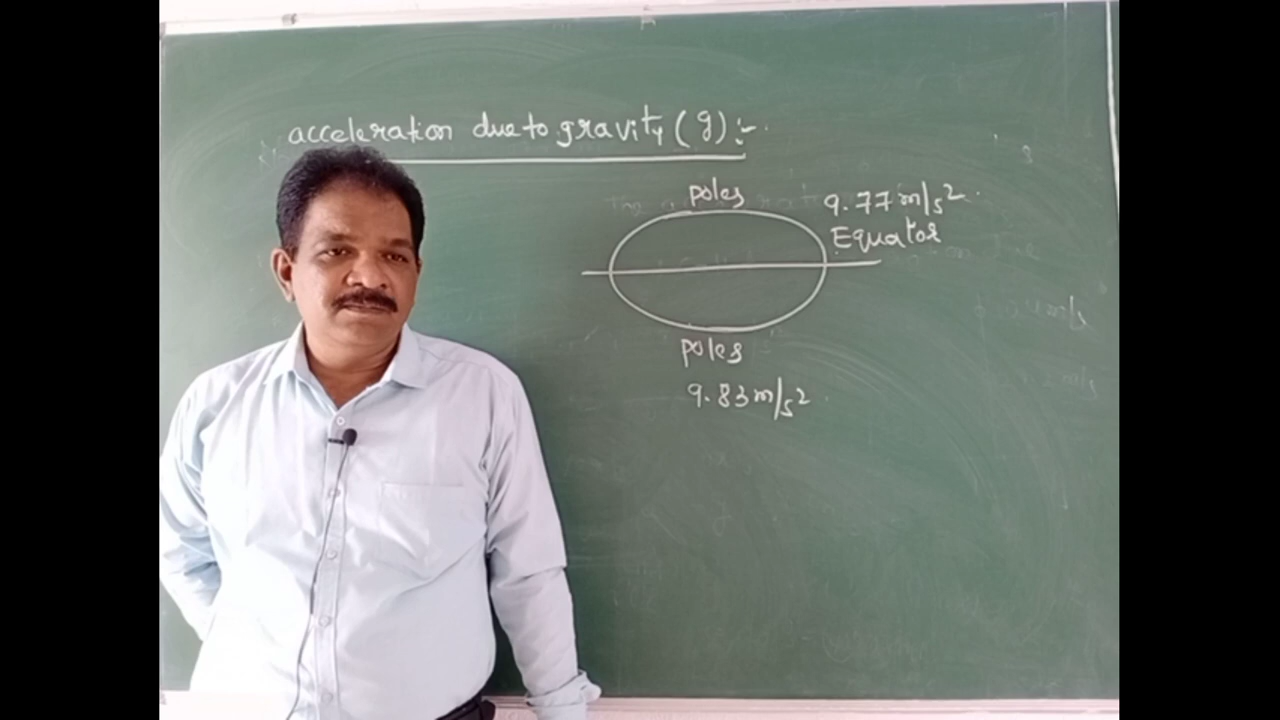 acceleration due to gravity (g) :-
poles
9.77 m/s²
Equator
poles
9.83 m/s²